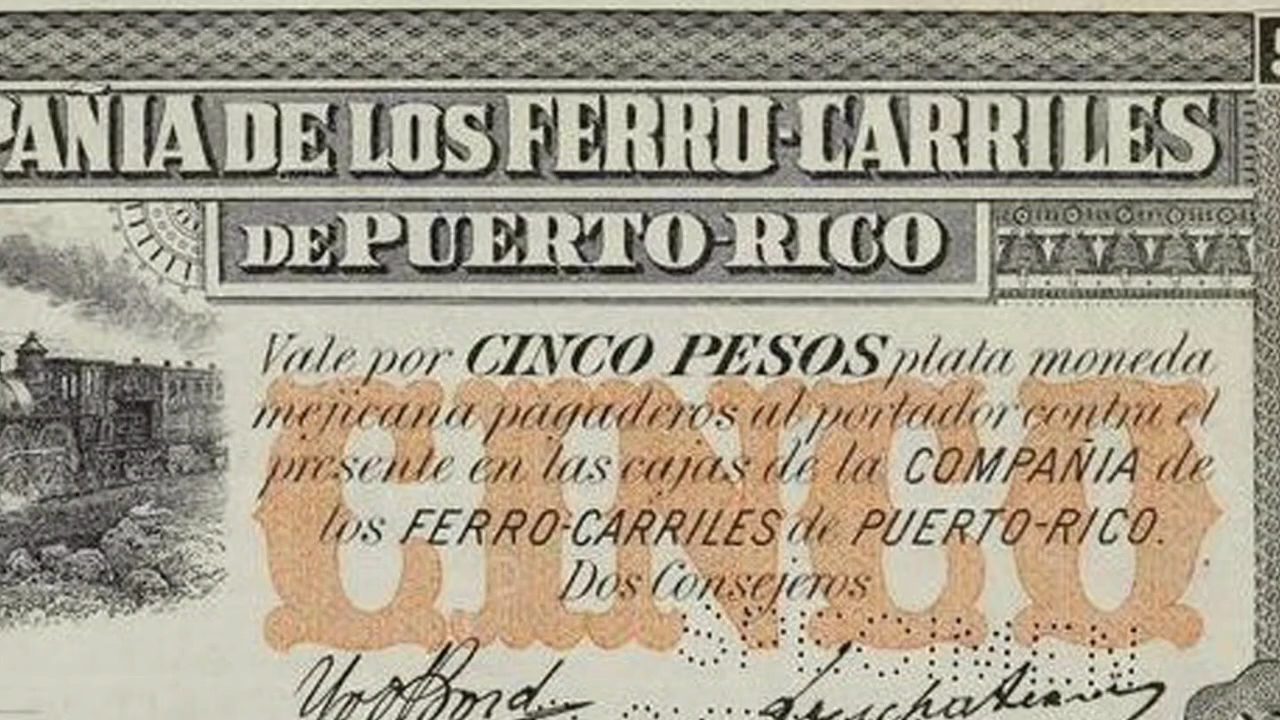 PAÑIA DE LOS FERRO-CARRILES
DE PUERTO-RICO
Vale por CINCO PESOS plata moneda
mejicana pagaderos al portador contra el
presente en las cajas de la COMPAÑIA de
los FERRO-CARRILES de PUERTO-RICO.
Dos Consejeros
CINCO